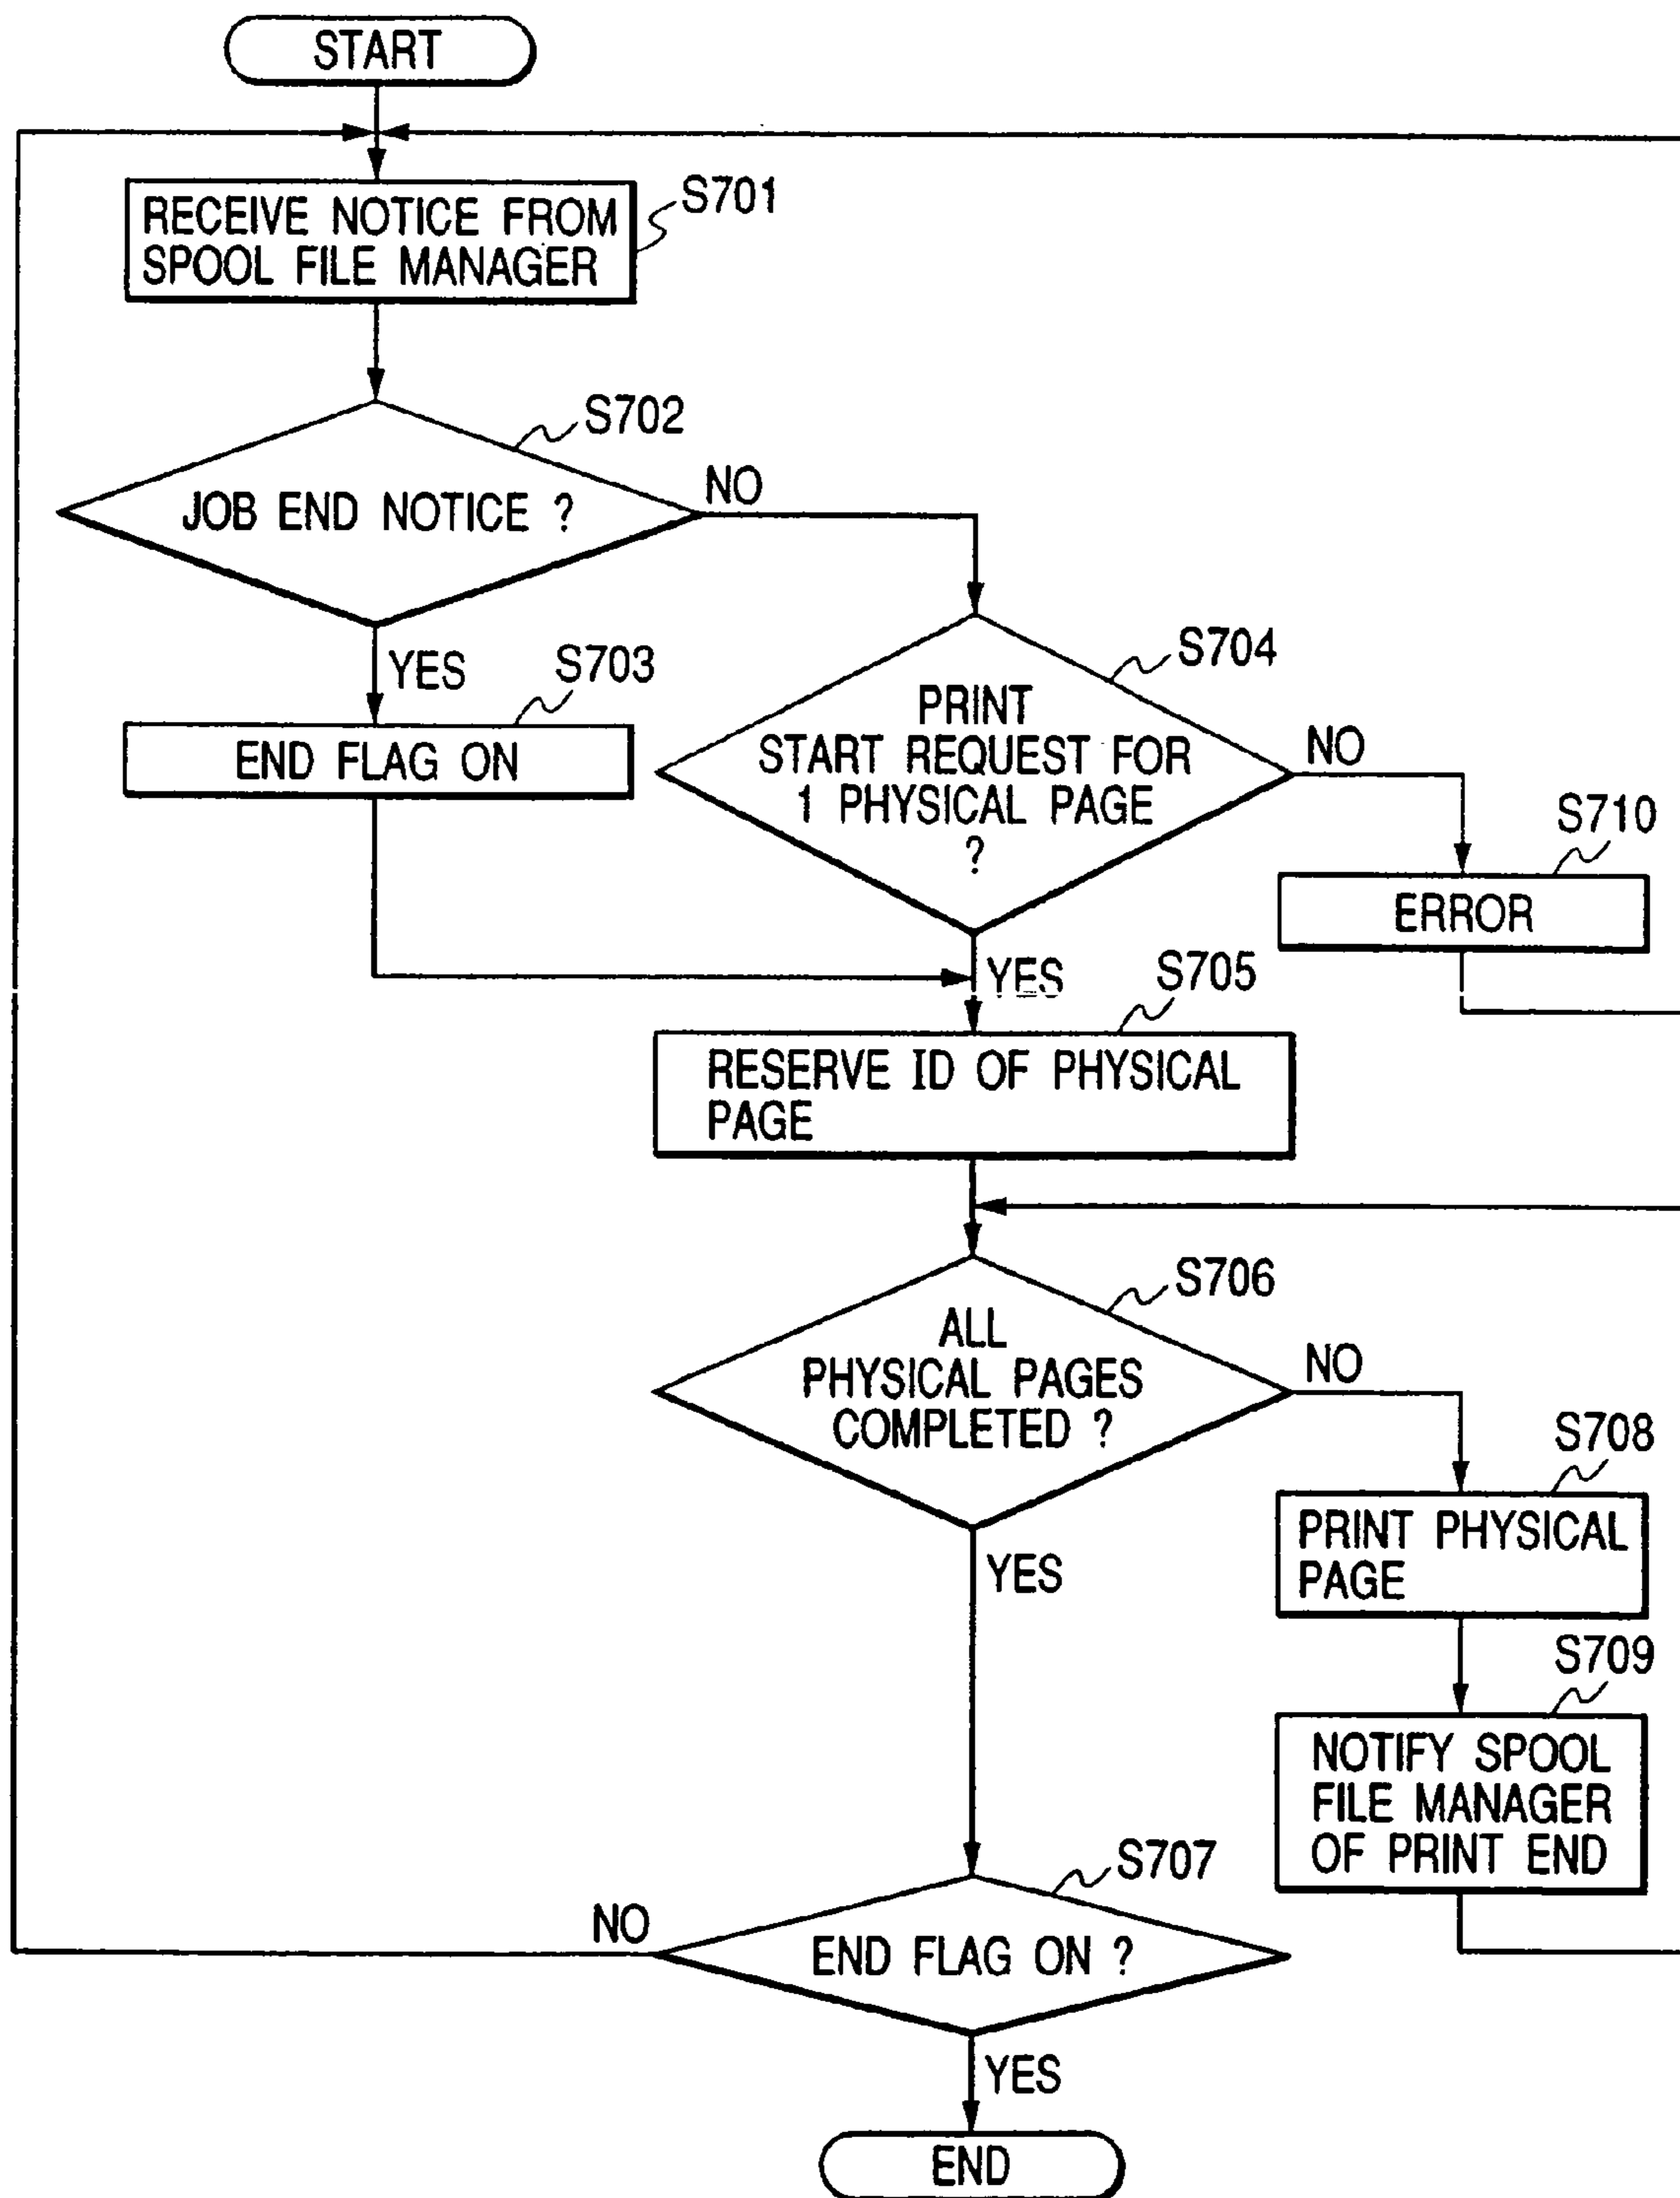 START
RECEIVE NOTICE FROM
SPOOL FILE MANAGER
S701
S702
JOB END NOTICE ?
NO
YES
S703
END FLAG ON
S704
PRINT
START REQUEST FOR
1 PHYSICAL PAGE
?
NO
S710
ERROR
YES
S705
RESERVE ID OF PHYSICAL
PAGE
S706
ALL
PHYSICAL PAGES
COMPLETED ?
NO
YES
S708
PRINT PHYSICAL
PAGE
S709
NOTIFY SPOOL
FILE MANAGER
OF PRINT END
S707
END FLAG ON ?
NO
YES
END